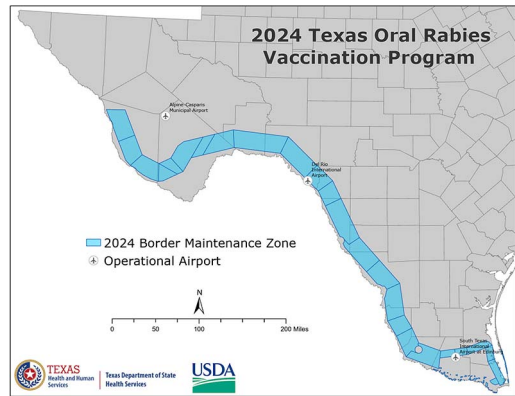 2024 Texas Oral Rabies
Vaccination Program
Alpine-Casparis
Municipal Airport
Del Rio
International
Airport
2024 Border Maintenance Zone
Operational Airport
N
0 50 100 200 Miles
South Texas
International
Airport at Edinburg
TEXAS
Health and Human
Services
Texas Department of State
Health Services
USDA